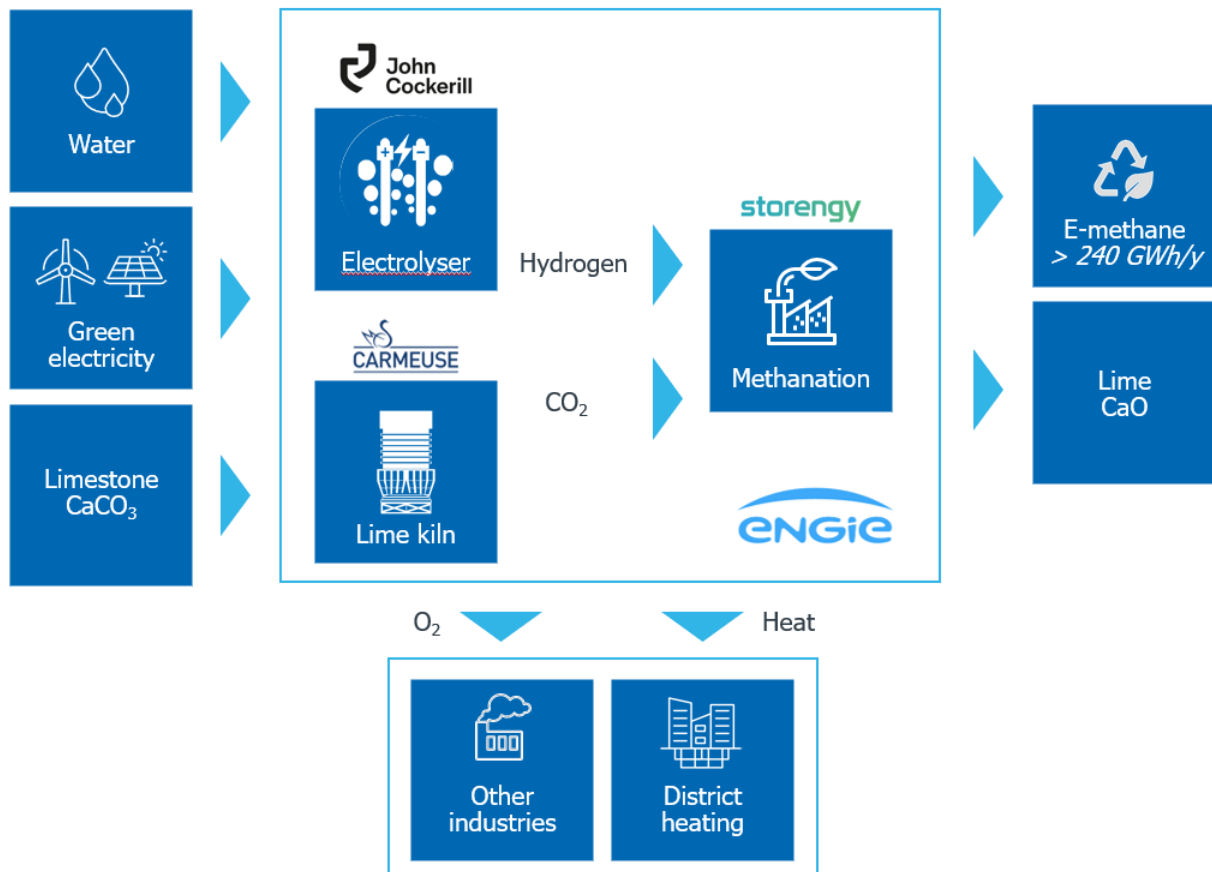 Water
Green
electricity
Limestone
CaCO₃
John
Cockerill
+ -
Electrolyser
CARMEUSE
Lime kiln
Hydrogen
CO₂
storengy
Methanation
ENGIE
E-methane
> 240 GWh/y
Lime
CaO
O₂
Heat
Other
industries
District
heating